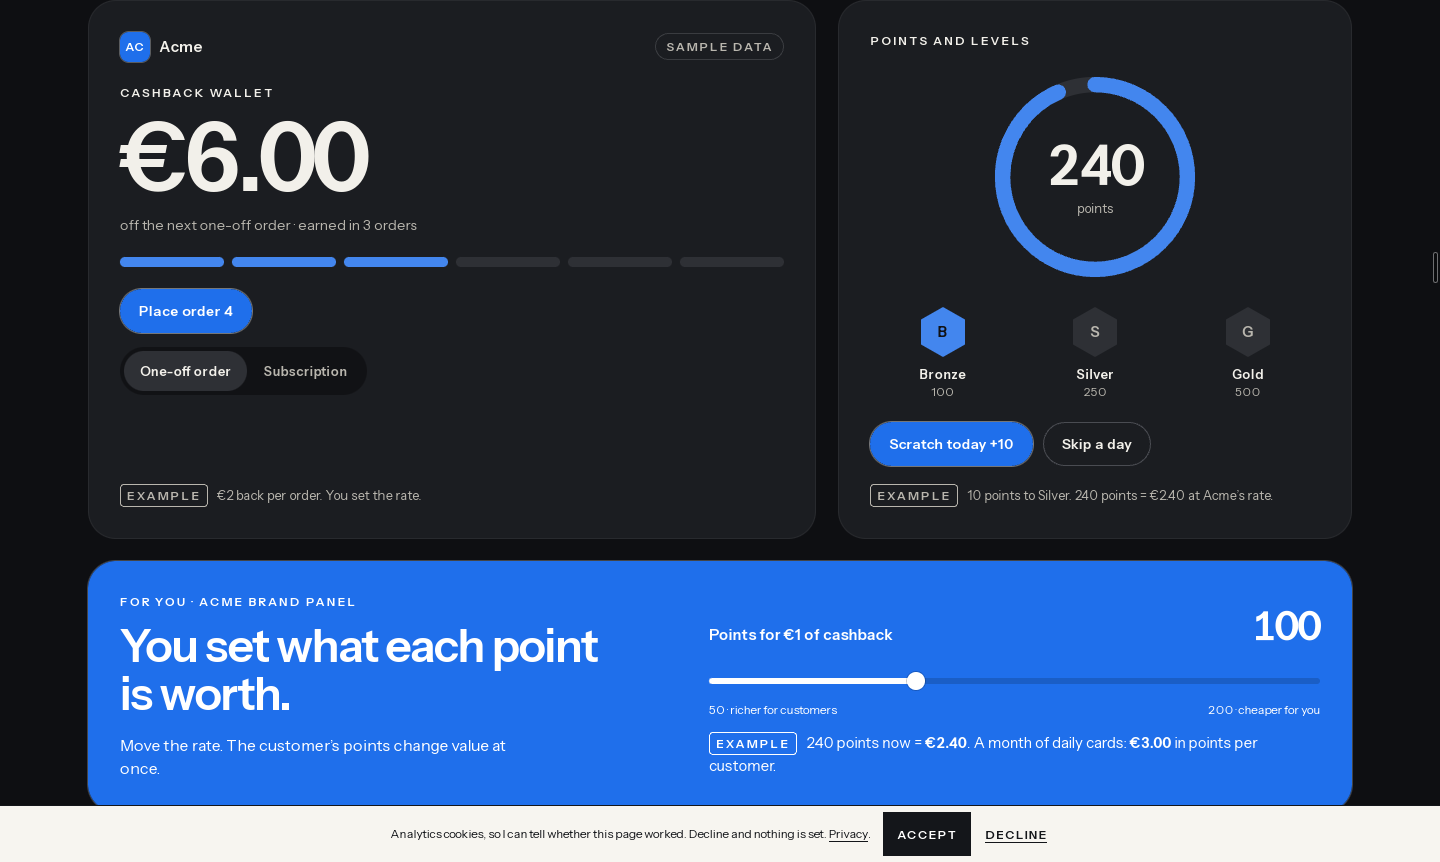 AC Acme
SAMPLE DATA
CASHBACK WALLET
€6.00
off the next one-off order · earned in 3 orders
Place order 4
One-off order Subscription
EXAMPLE €2 back per order. You set the rate.
POINTS AND LEVELS
240
points
B S G
Bronze Silver Gold
100 250 500
Scratch today +10 Skip a day
EXAMPLE 10 points to Silver. 240 points = €2.40 at Acme’s rate.
FOR YOU · ACME BRAND PANEL
You set what each point
is worth.
Move the rate. The customer’s points change value at
once.
Points for €1 of cashback 100
50 · richer for customers 200 · cheaper for you
EXAMPLE 240 points now = €2.40. A month of daily cards: €3.00 in points per
customer.
Analytics cookies, so I can tell whether this page worked. Decline and nothing is set. Privacy. ACCEPT DECLINE